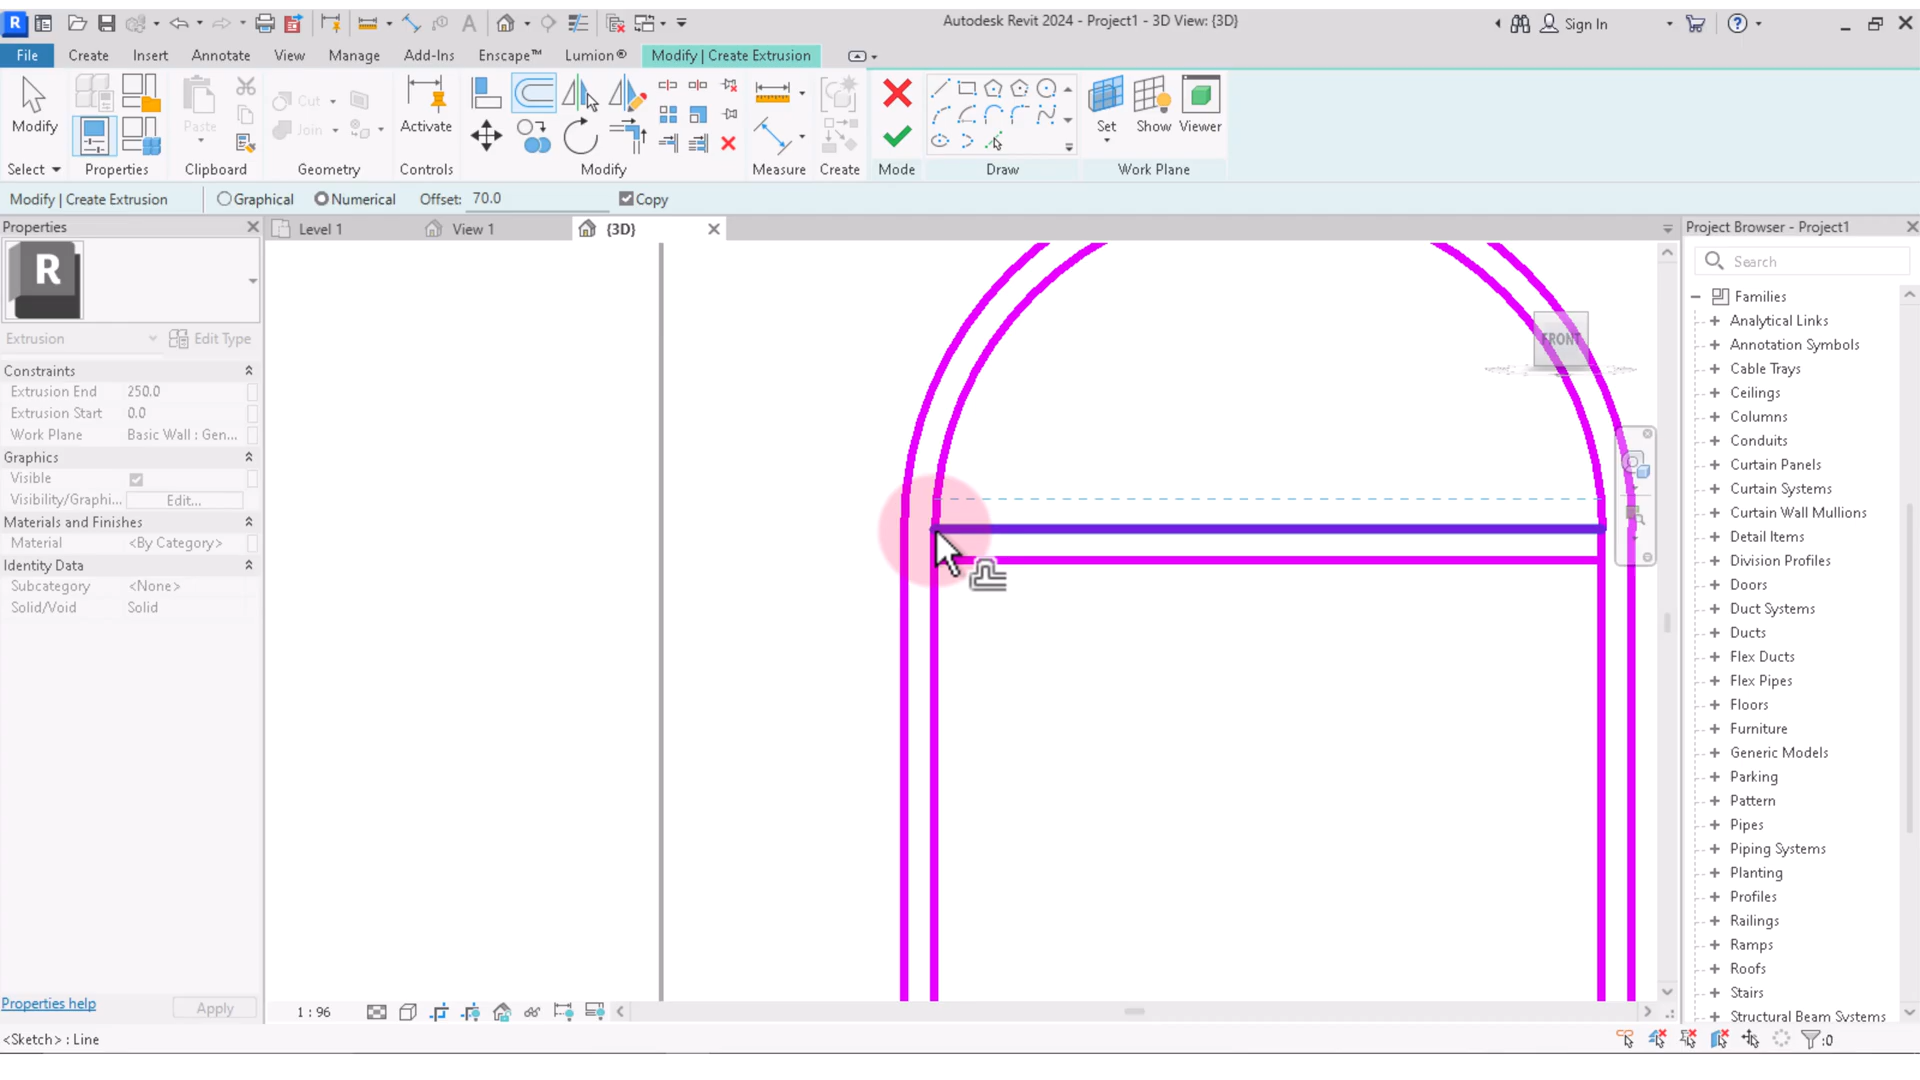 R
Autodesk Revit 2024 - Project1 - 3D View: {3D}
Sign In
File Create Insert Annotate View Manage Add-Ins Enscape™ Lumion® Modify | Create Extrusion
Modify
Paste
Cut
Join
Activate
Set Show Viewer
Select Properties Clipboard Geometry Controls Modify Measure Create Mode Draw Work Plane
Modify | Create Extrusion Graphical Numerical Offset: 70.0 Copy
Properties
Level 1 View 1 {3D}
Project Browser - Project1
R
Search
Extrusion Edit Type
Constraints
Extrusion End 250.0
Extrusion Start 0.0
Work Plane Basic Wall : Gen...
Graphics
Visible
Visibility/Graphi... Edit...
Materials and Finishes
Material <By Category>
Identity Data
Subcategory <None>
Solid/Void Solid
FRONT
Families
Analytical Links
Annotation Symbols
Cable Trays
Ceilings
Columns
Conduits
Curtain Panels
Curtain Systems
Curtain Wall Mullions
Detail Items
Division Profiles
Doors
Duct Systems
Ducts
Flex Ducts
Flex Pipes
Floors
Furniture
Generic Models
Parking
Pattern
Pipes
Piping Systems
Planting
Profiles
Railings
Ramps
Roofs
Stairs
Structural Beam Systems
Properties help Apply
1 : 96
<Sketch> : Line
:0